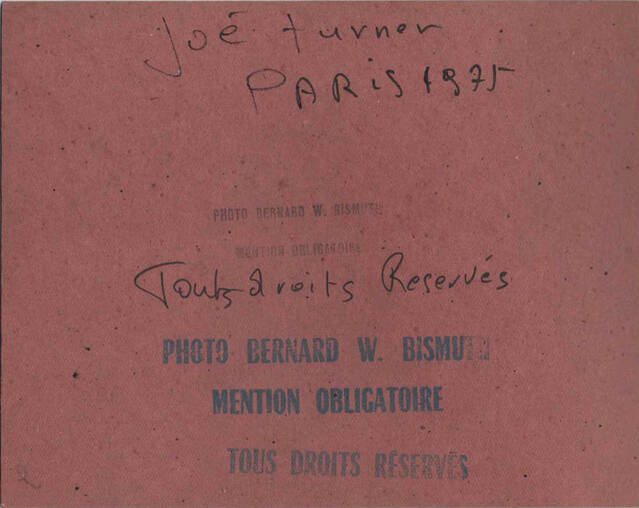 Joé turner
PARIS 1975
PHOTO BERNARD W. BISMUTH
MENTION OBLIGATOIRE
Touts droits Reservés
PHOTO BERNARD W. BISMUTH
MENTION OBLIGATOIRE
TOUS DROITS RÉSERVÉS